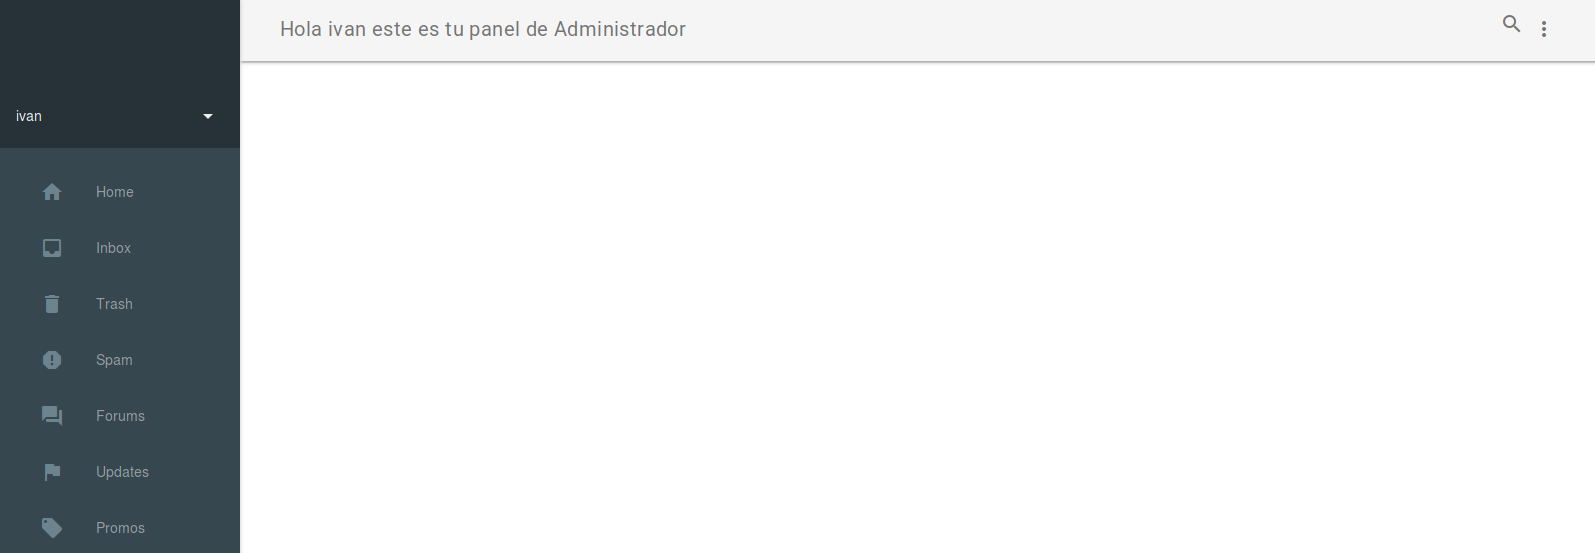 Hola ivan este es tu panel de Administrador
ivan
Home
Inbox
Trash
Spam
Forums
Updates
Promos